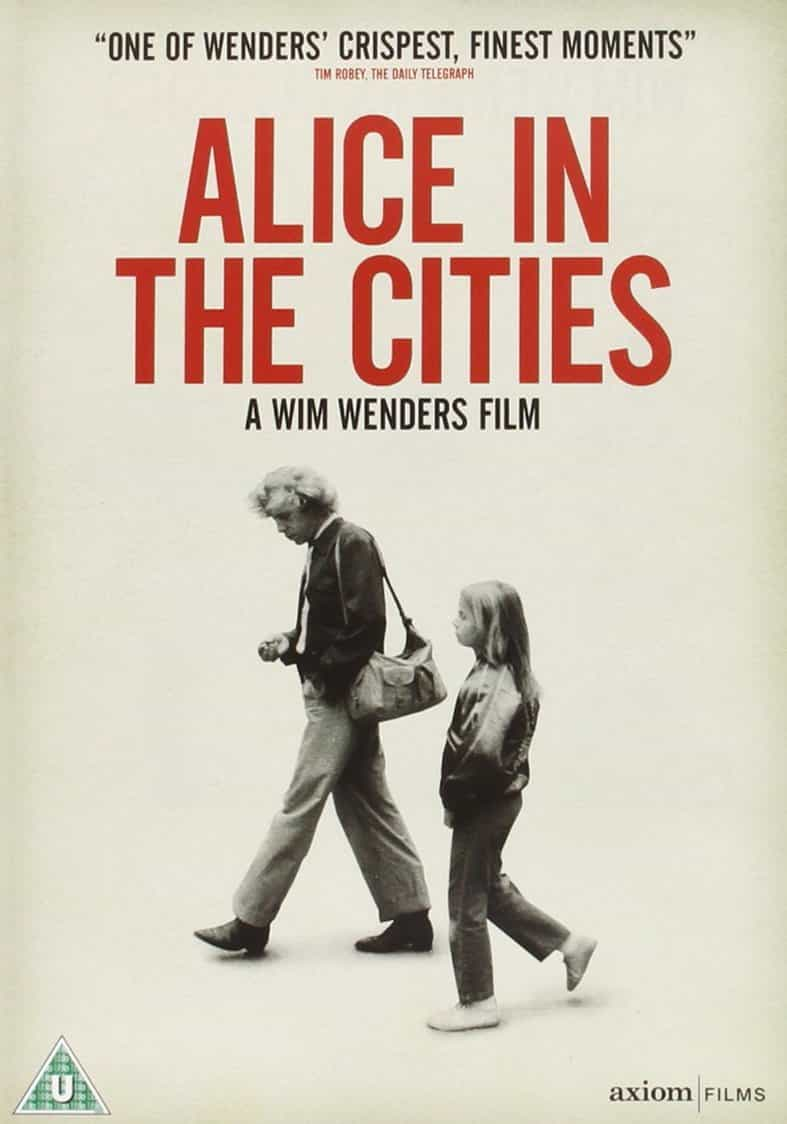 “ONE OF WENDERS’ CRISPEST, FINEST MOMENTS”
TIM ROBEY, THE DAILY TELEGRAPH
ALICE IN
THE CITIES
A WIM WENDERS FILM
U
axiom FILMS